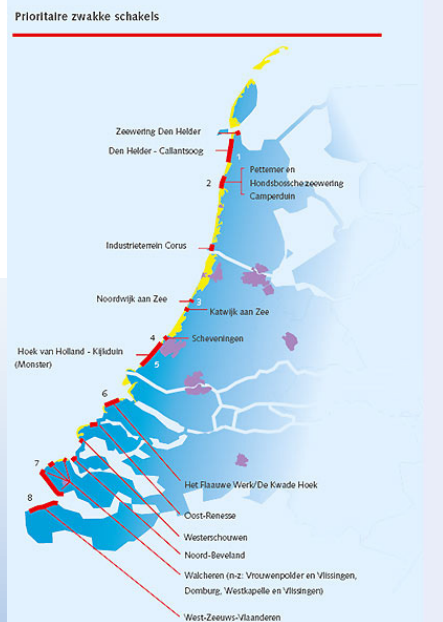 Prioritaire zwakke schakels
Zeewering Den Helder
Den Helder - Callantsoog
1
2
Pettemer en
Hondsbossche zeewering
Camperduin
Industrieterrein Corus
Noordwijk aan Zee
3
Katwijk aan Zee
4
Scheveningen
Hoek van Holland - Kijkduin
(Monster)
5
6
7
8
Het Flaauwe Werk/De Kwade Hoek
Oost-Renesse
Westerschouwen
Noord-Beveland
Walcheren (n-z: Vrouwenpolder en Vlissingen,
Domburg, Westkapelle en Vlissingen)
West-Zeeuws-Vlaanderen